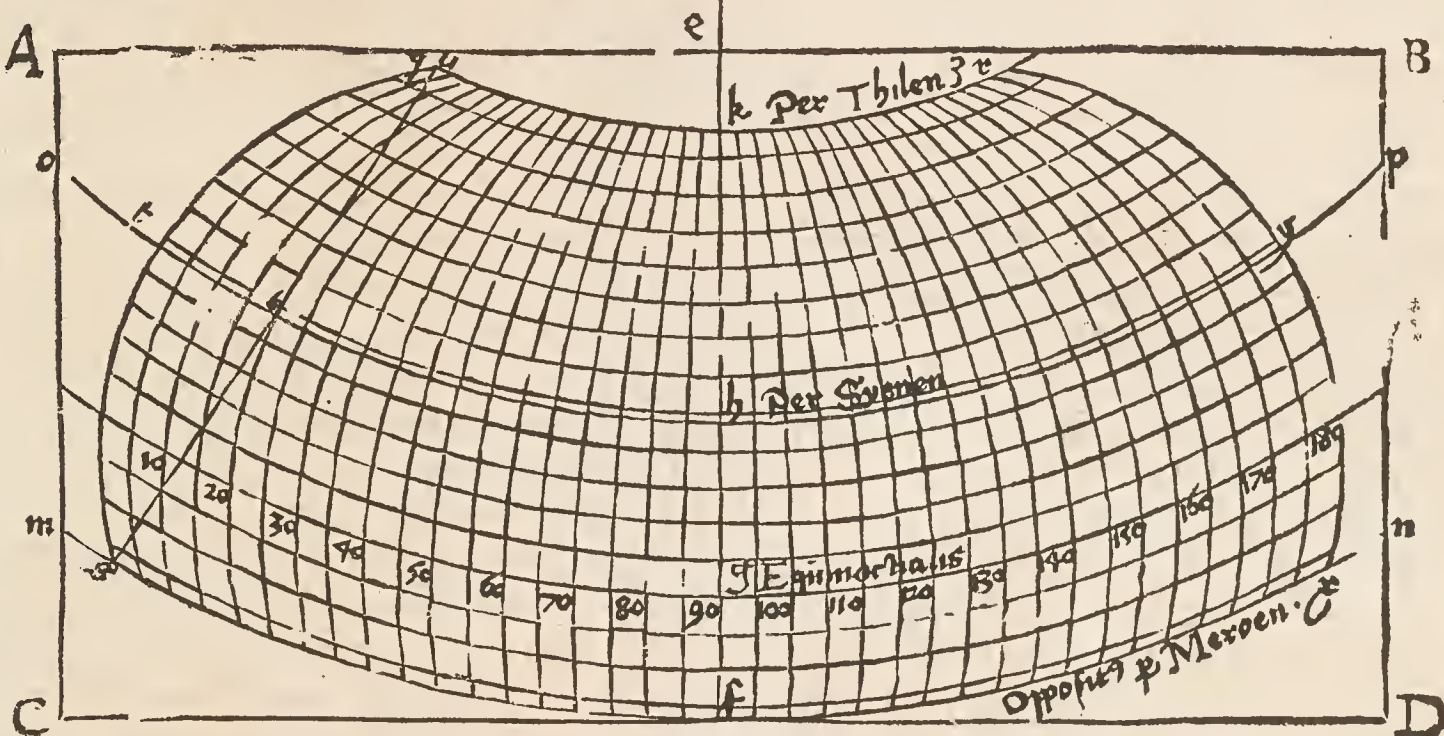 e
A
B
q y
k per Thilen z r
o
p
t
v
h per Syenen
10 20 30 40 50 60 70 80 90 100 110 120 130 140 150 160 170 180
m
n
g Equinoctialis
f
Opposit⁹ p Meroen.
C
D